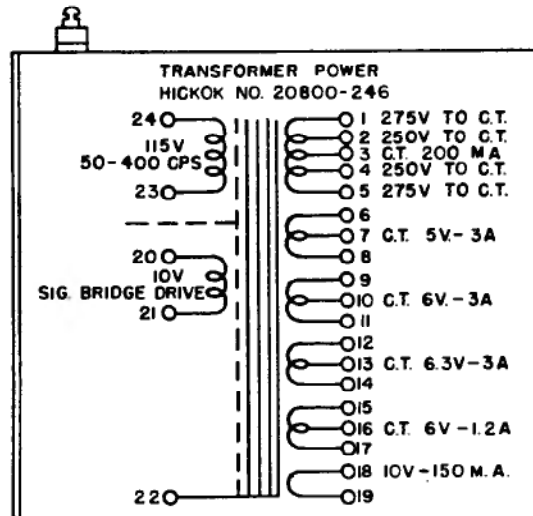 TRANSFORMER POWER
HICKOK NO. 20800-246
24
115V
50-400 CPS
23
20
10V
SIG. BRIDGE DRIVE
21
22
1 275V TO C.T.
2 250V TO C.T.
3 C.T. 200 MA
4 250V TO C.T.
5 275V TO C.T.
6
7 C.T. 5V.-3A
8
9
10 C.T. 6V.-3A
11
12
13 C.T. 6.3V-3A
14
15
16 C.T. 6V-1.2A
17
18 10V-150 M.A.
19